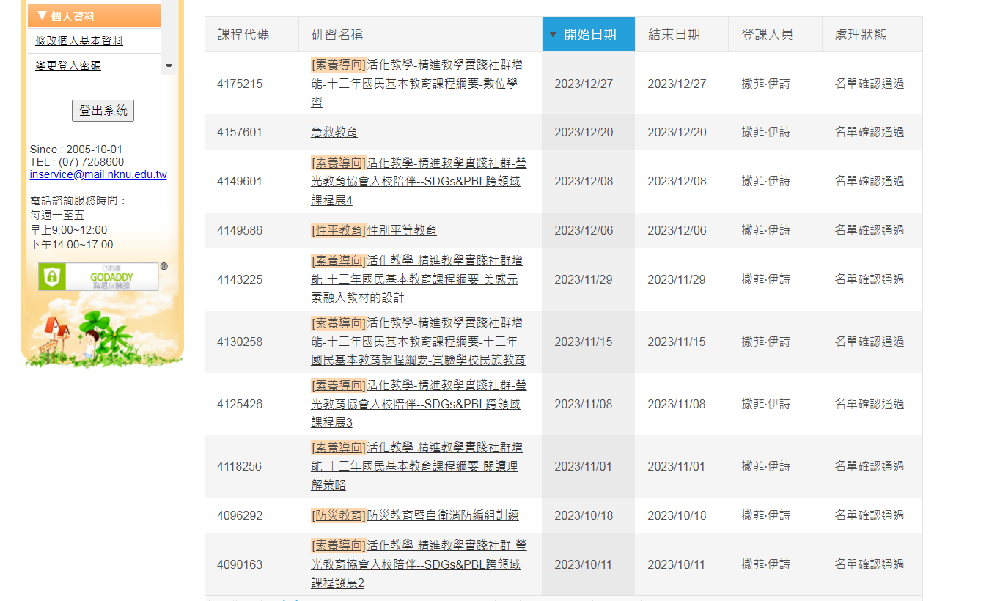 ▼ 個人資料
修改個人基本資料
變更登入密碼
登出系統
Since : 2005-10-01
TEL : (07) 7258600
inservice@mail.nknu.edu.tw
電話諮詢服務時間：
每週一至五
早上9:00~12:00
下午14:00~17:00
已防護
GODADDY
點選以驗證
®
課程代碼 研習名稱 ▼ 開始日期 結束日期 登課人員 處理狀態
[素養導向]活化教學-精進教學實踐社群增
4175215 能-十二年國民基本教育課程綱要-數位學 2023/12/27 2023/12/27 撒菲‧伊詩 名單確認通過
習
4157601 急救教育 2023/12/20 2023/12/20 撒菲‧伊詩 名單確認通過
[素養導向]活化教學-精進教學實踐社群-瑩
4149601 光教育協會入校陪伴--SDGs&PBL跨領域 2023/12/08 2023/12/08 撒菲‧伊詩 名單確認通過
課程展4
4149586 [性平教育]性別平等教育 2023/12/06 2023/12/06 撒菲‧伊詩 名單確認通過
[素養導向]活化教學-精進教學實踐社群增
4143225 能-十二年國民基本教育課程綱要-美感元 2023/11/29 2023/11/29 撒菲‧伊詩 名單確認通過
素融入教材的設計
[素養導向]活化教學-精進教學實踐社群增
4130258 能-十二年國民基本教育課程綱要-十二年 2023/11/15 2023/11/15 撒菲‧伊詩 名單確認通過
國民基本教育課程綱要-實驗學校民族教育
[素養導向]活化教學-精進教學實踐社群-瑩
4125426 光教育協會入校陪伴--SDGs&PBL跨領域 2023/11/08 2023/11/08 撒菲‧伊詩 名單確認通過
課程展3
[素養導向]活化教學-精進教學實踐社群增
4118256 能-十二年國民基本教育課程綱要-閱讀理 2023/11/01 2023/11/01 撒菲‧伊詩 名單確認通過
解策略
4096292 [防災教育]防災教育暨自衛消防編組訓練 2023/10/18 2023/10/18 撒菲‧伊詩 名單確認通過
[素養導向]活化教學-精進教學實踐社群-瑩
4090163 光教育協會入校陪伴--SDGs&PBL跨領域 2023/10/11 2023/10/11 撒菲‧伊詩 名單確認通過
課程發展2